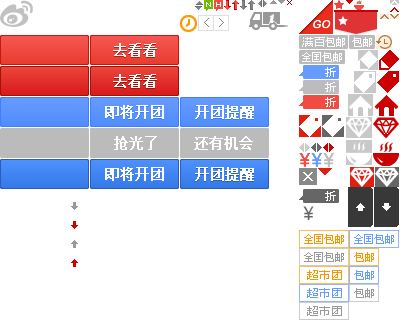 N H
GO
去看看
满百包邮 包邮
全国包邮
去看看
折
折
即将开团 开团提醒
折
抢光了 还有机会
¥ ¥ ¥
即将开团 开团提醒
折
¥
全国包邮 全国包邮
全国包邮 包邮
超市团 包邮
超市团 包邮
超市团